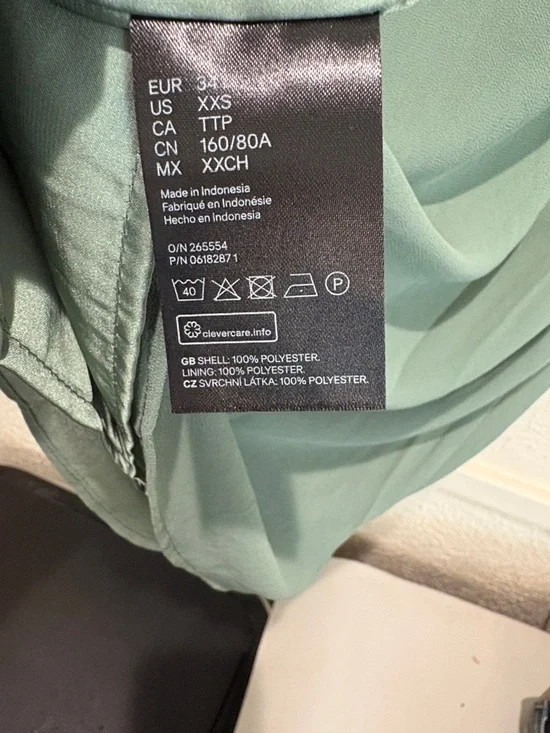 EUR 34
US XXS
CA TTP
CN 160/80A
MX XXCH
Made in Indonesia
Fabriqué en Indonésie
Hecho en Indonesia
O/N 265554
P/N 06182871
40 P
clevercare.info
GB SHELL: 100% POLYESTER.
LINING: 100% POLYESTER.
CZ SVRCHNÍ LÁTKA: 100% POLYESTER.